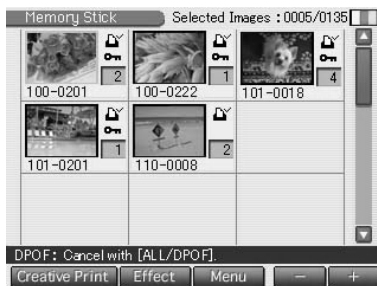 Memory Stick Selected Images : 0005/0135
2 1 4
100-0201 100-0222 101-0018
1 2
101-0201 110-0008
DPOF: Cancel with [ALL/DPOF].
Creative Print Effect Menu − +